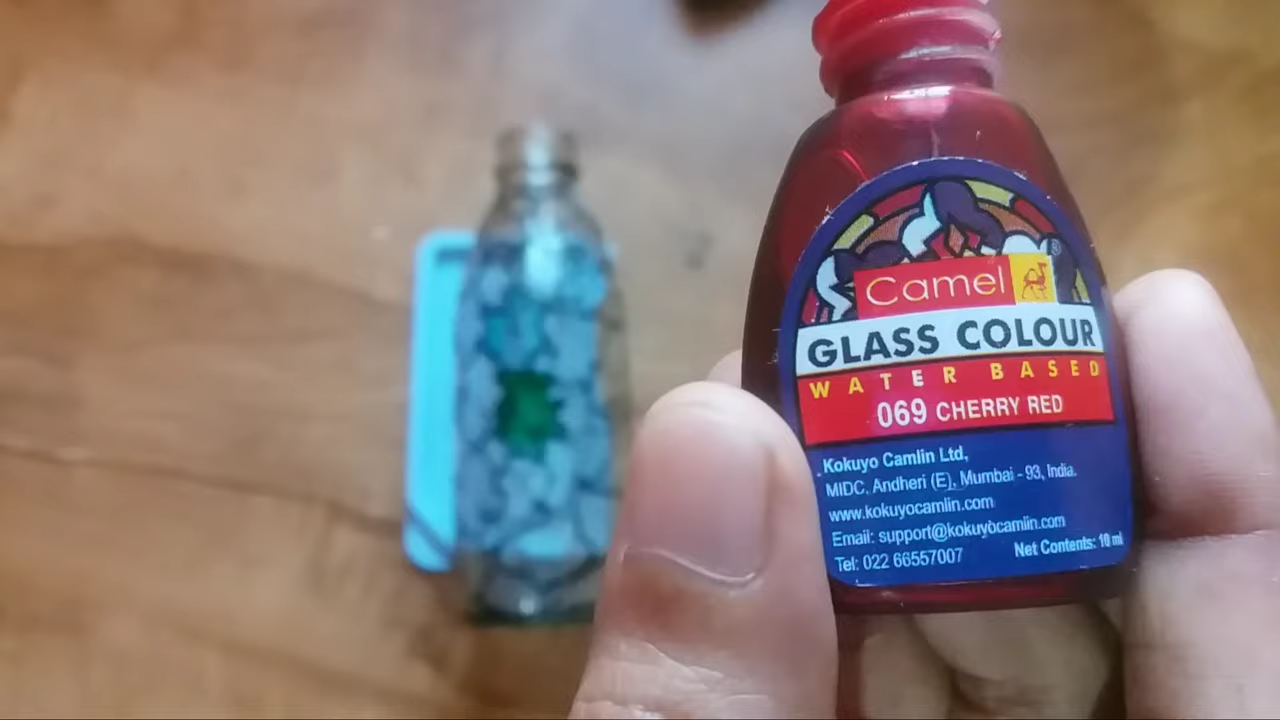 Camel
®
GLASS COLOUR
WATER BASED
069 CHERRY RED
Kokuyo Camlin Ltd,
MIDC, Andheri (E), Mumbai - 93, India.
www.kokuyocamlin.com
Email: support@kokuyocamlin.com
Tel: 022 66557007
Net Contents: 10 ml